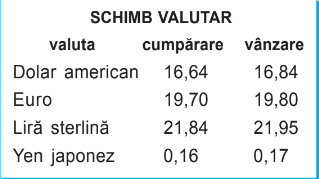 SCHIMB VALUTAR
valuta cumpărare vânzare
Dolar american 16,64 16,84
Euro 19,70 19,80
Liră sterlină 21,84 21,95
Yen japonez 0,16 0,17